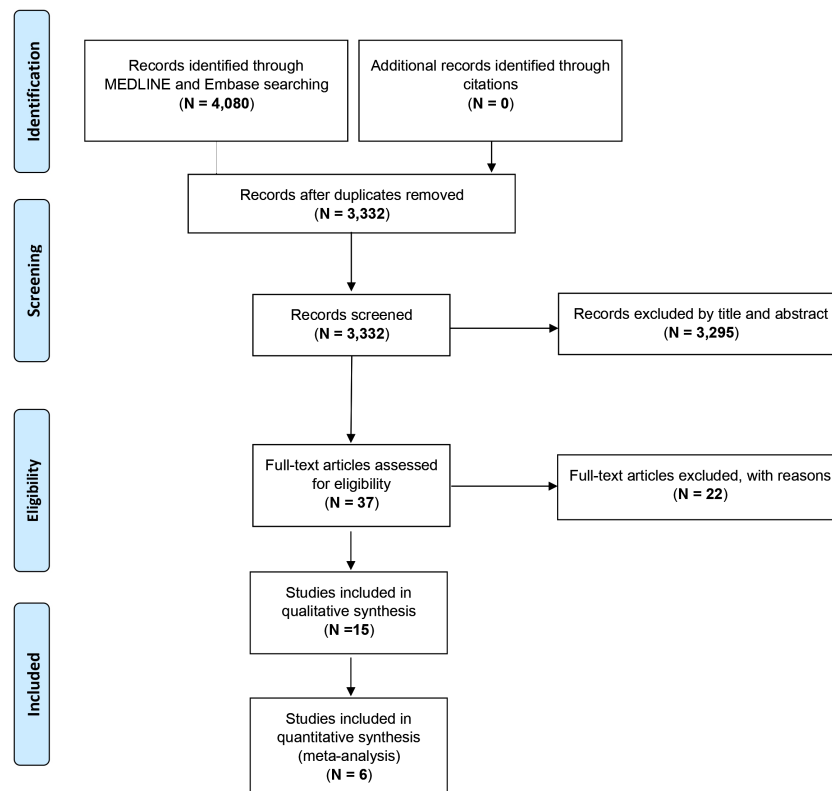 Identification
Records identified through
MEDLINE and Embase searching
(N = 4,080)
Additional records identified through
citations
(N = 0)
Records after duplicates removed
(N = 3,332)
Screening
Records screened
(N = 3,332)
Records excluded by title and abstract
(N = 3,295)
Eligibility
Full-text articles assessed
for eligibility
(N = 37)
Full-text articles excluded, with reasons
(N = 22)
Included
Studies included in
qualitative synthesis
(N =15)
Studies included in
quantitative synthesis
(meta-analysis)
(N = 6)